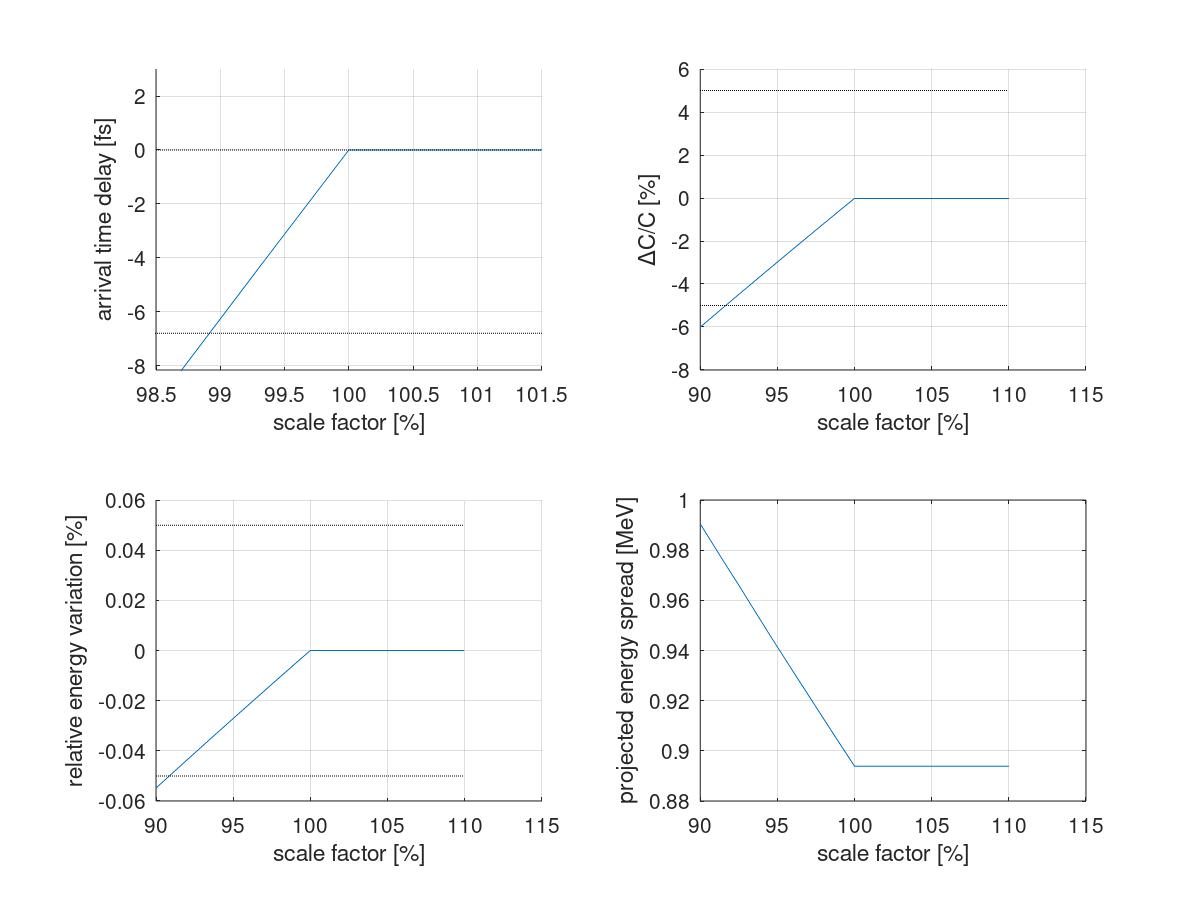 arrival time delay [fs]
2
0
-2
-4
-6
-8
98.5 99 99.5 100 100.5 101 101.5
scale factor [%]
ΔC/C [%]
6
4
2
0
-2
-4
-6
-8
90 95 100 105 110 115
scale factor [%]
relative energy variation [%]
0.06
0.04
0.02
0
-0.02
-0.04
-0.06
90 95 100 105 110 115
scale factor [%]
projected energy spread [MeV]
1
0.98
0.96
0.94
0.92
0.9
0.88
90 95 100 105 110 115
scale factor [%]